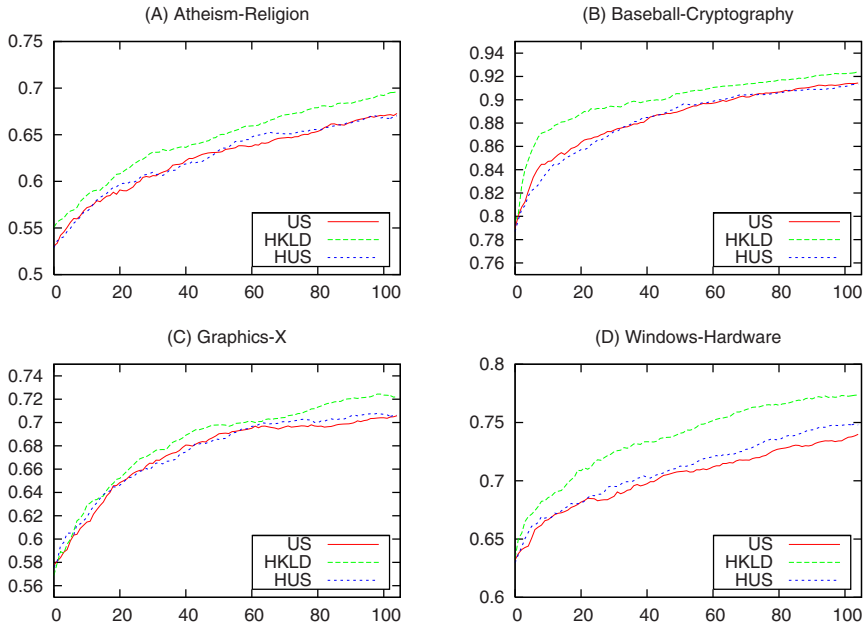 (A) Atheism-Religion
0.75
0.7
0.65
0.6
0.55
0.5
0 20 40 60 80 100
US
HKLD
HUS
(B) Baseball-Cryptography
0.94
0.92
0.9
0.88
0.86
0.84
0.82
0.8
0.78
0.76
0 20 40 60 80 100
US
HKLD
HUS
(C) Graphics-X
0.74
0.72
0.7
0.68
0.66
0.64
0.62
0.6
0.58
0.56
0 20 40 60 80 100
US
HKLD
HUS
(D) Windows-Hardware
0.8
0.75
0.7
0.65
0.6
0 20 40 60 80 100
US
HKLD
HUS